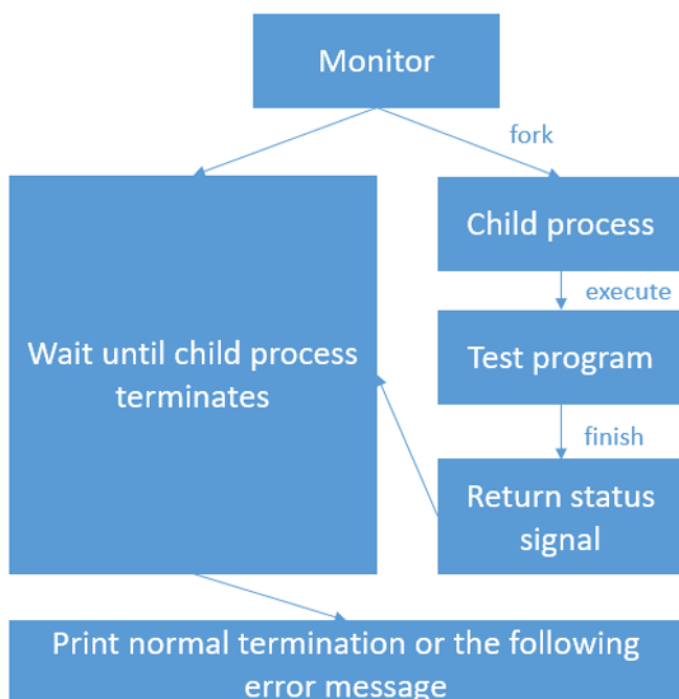 Monitor
fork
Child process
execute
Wait until child process
terminates
Test program
finish
Return status
signal
Print normal termination or the following
error message